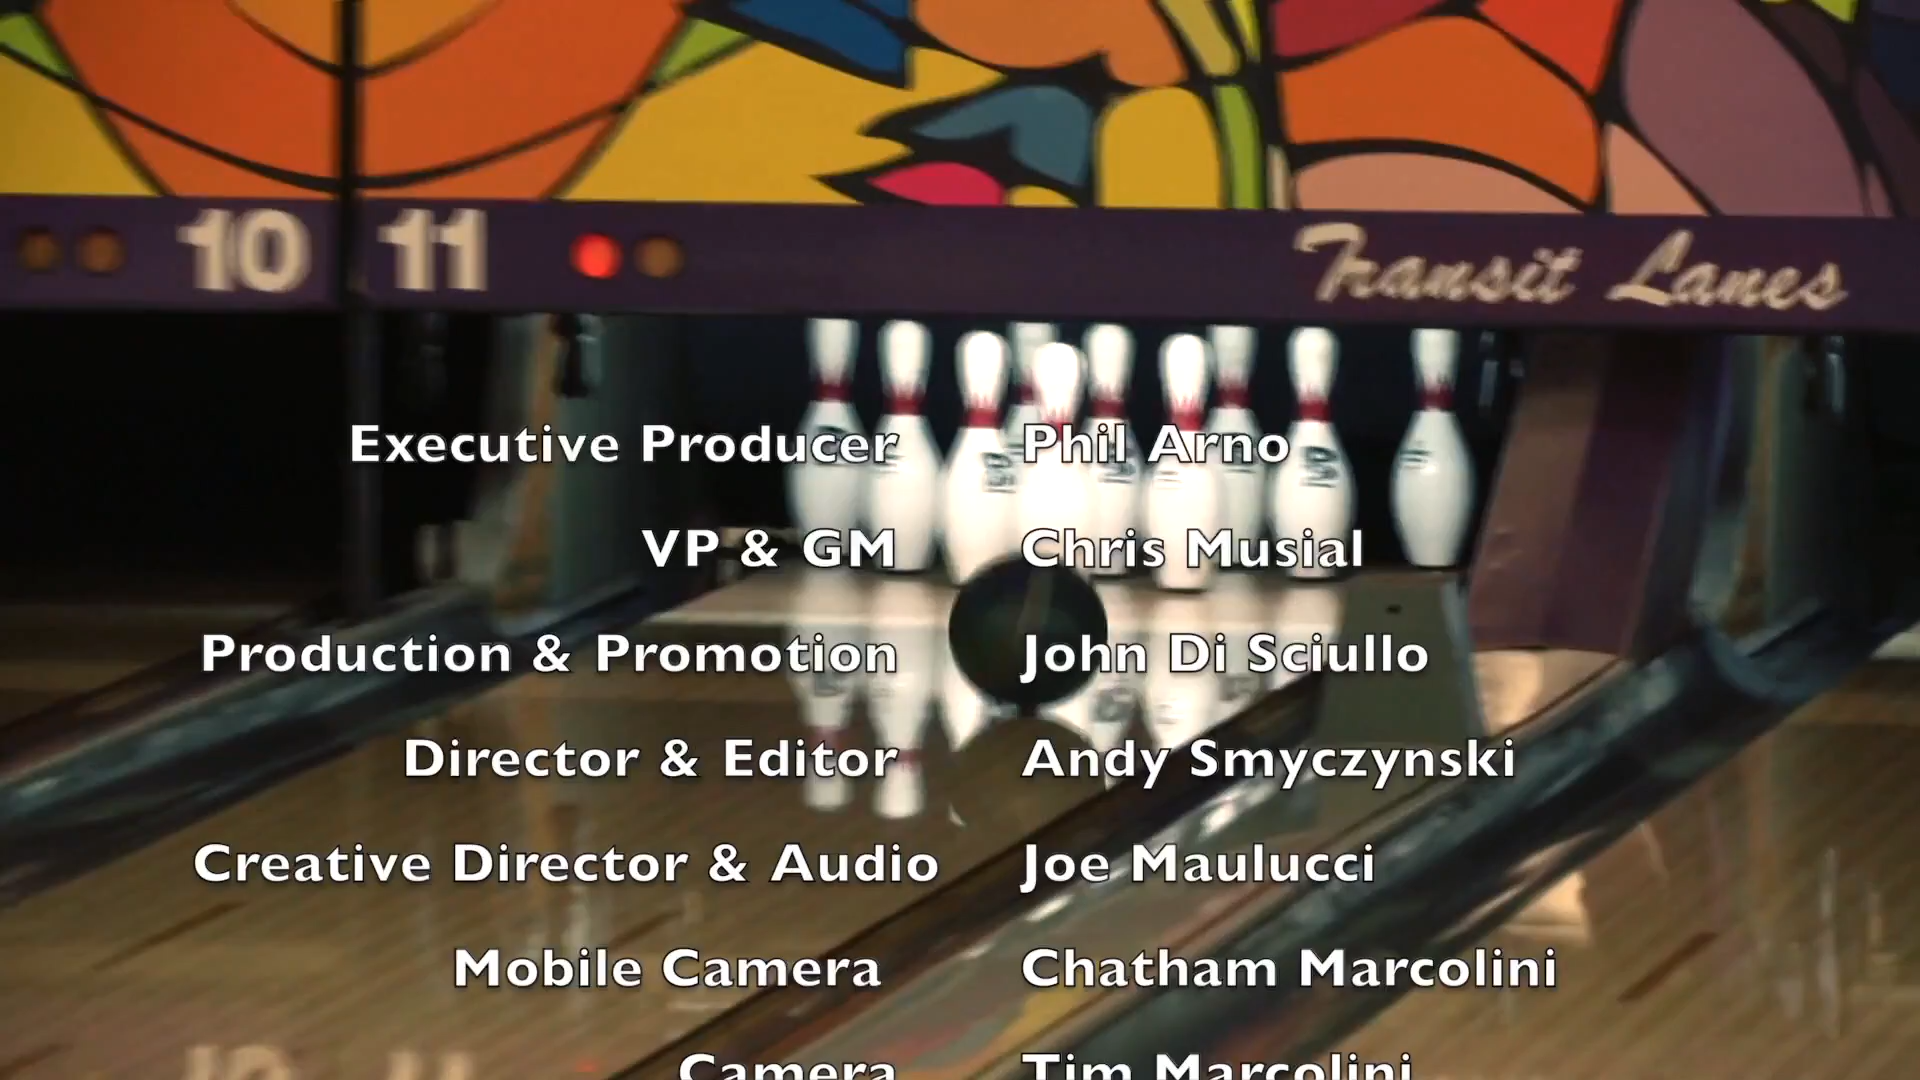 10 11 Transit Lanes
Executive Producer Phil Arno
VP & GM Chris Musial
Production & Promotion John Di Sciullo
Director & Editor Andy Smyczynski
Creative Director & Audio Joe Maulucci
Mobile Camera Chatham Marcolini
Camera Tim Marcolini